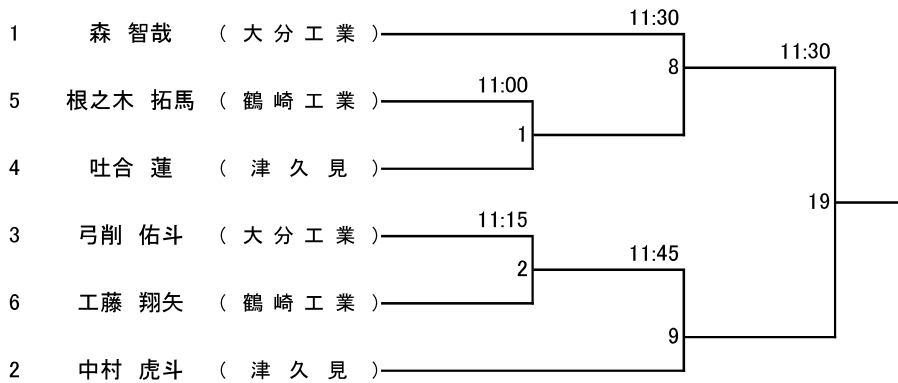 11:30
1 森 智哉 ( 大分工業 )
11:30
8
11:00
5 根之木 拓馬 ( 鶴崎工業 )
1
4 吐合 蓮 ( 津久見 )
19
11:15
3 弓削 佑斗 ( 大分工業 )
11:45
2
6 工藤 翔矢 ( 鶴崎工業 )
9
2 中村 虎斗 ( 津久見 )